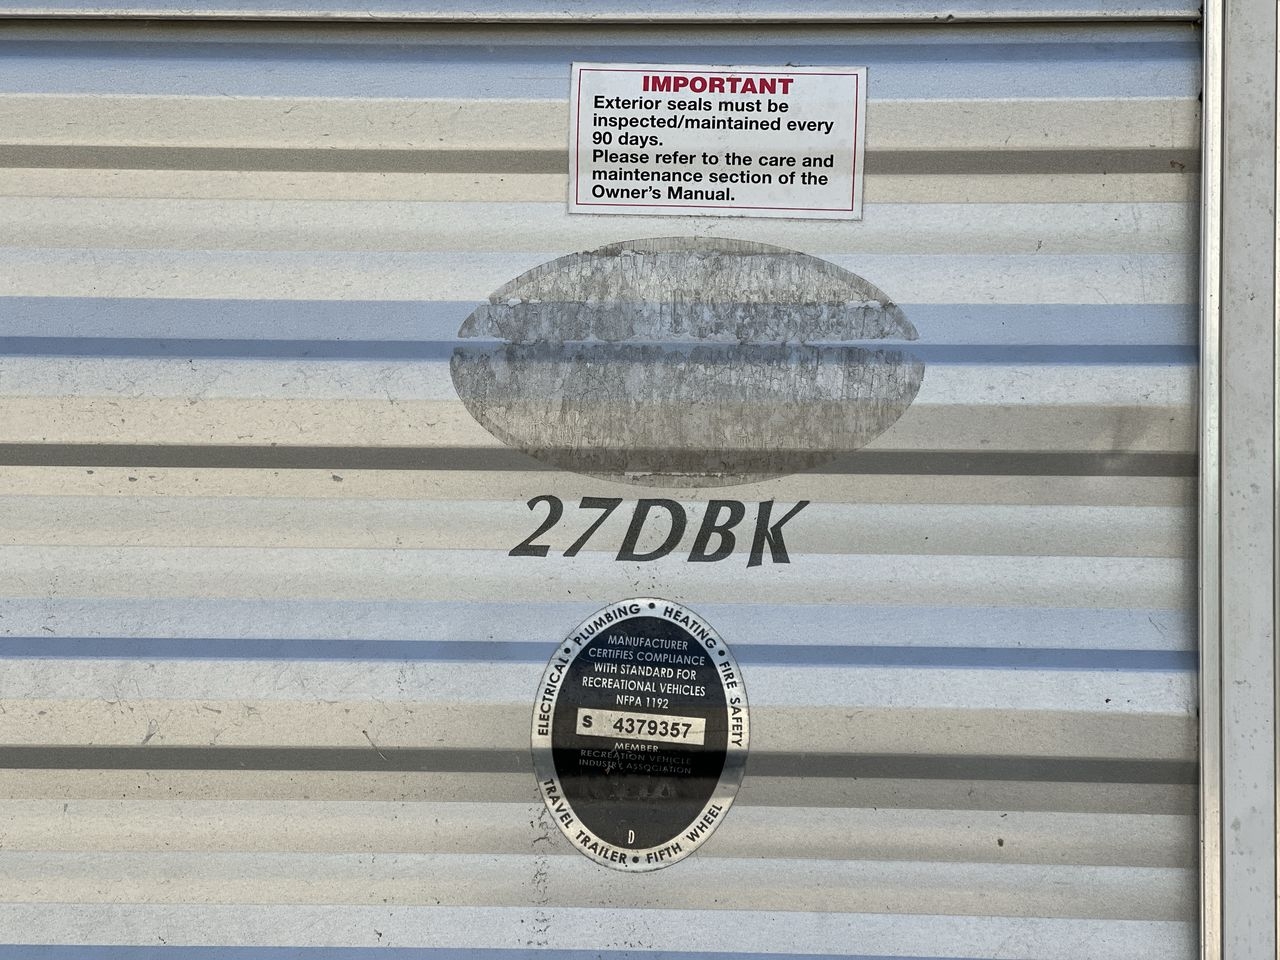 IMPORTANT
Exterior seals must be
inspected/maintained every
90 days.
Please refer to the care and
maintenance section of the
Owner's Manual.
27DBK
ELECTRICAL • PLUMBING • HEATING • FIRE SAFETY
MANUFACTURER
CERTIFIES COMPLIANCE
WITH STANDARD FOR
RECREATIONAL VEHICLES
NFPA 1192
S 4379357
MEMBER
RECREATION VEHICLE
INDUSTRY ASSOCIATION
D
TRAVEL TRAILER • FIFTH WHEEL